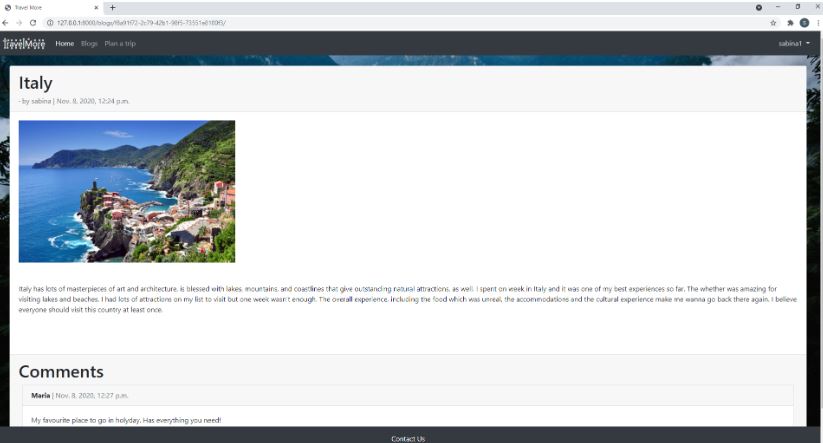 Travel More
127.0.0.1:8000/blogs/
TravelMore Home Blogs Plan a trip sabina1
Italy
- by sabina | Nov. 8, 2020, 12:24 p.m.
Italy has lots of masterpieces of art and architecture, is blessed with lakes, mountains, and coastlines that give outstanding natural attractions, as well. I spent on week in Italy and it was one of my best experiences so far. The whether was amazing for
visiting lakes and beaches. I had lots of attractions on my list to visit but one week wasn't enough. The overall experience, including the food which was unreal, the accommodations and the cultural experience make me wanna go back there again. I believe
everyone should visit this country at least once.
Comments
Maria | Nov. 8, 2020, 12:27 p.m.
My favourite place to go in holyday. Has everything you need!
Contact Us